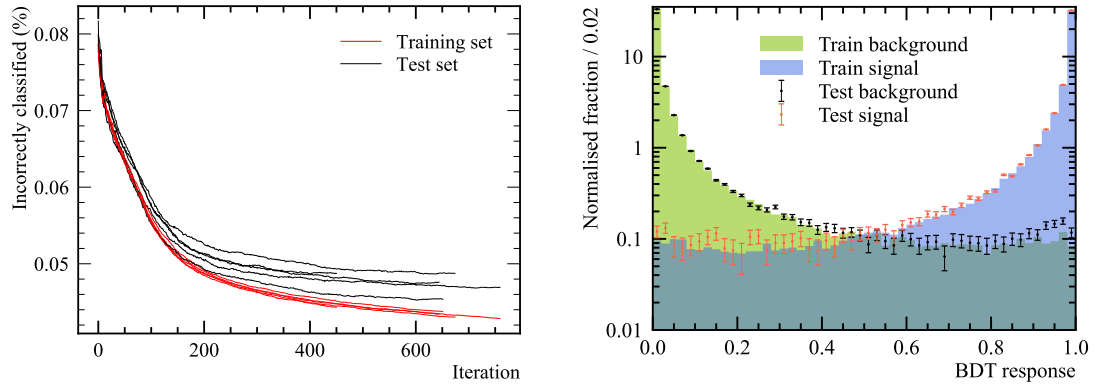 Incorrectly classified (%)
0.08
0.07
0.06
0.05
0
200
400
600
Iteration
Training set
Test set
Normalised fraction / 0.02
10
1
0.1
0.01
0.0
0.2
0.4
0.6
0.8
1.0
BDT response
Train background
Train signal
Test background
Test signal